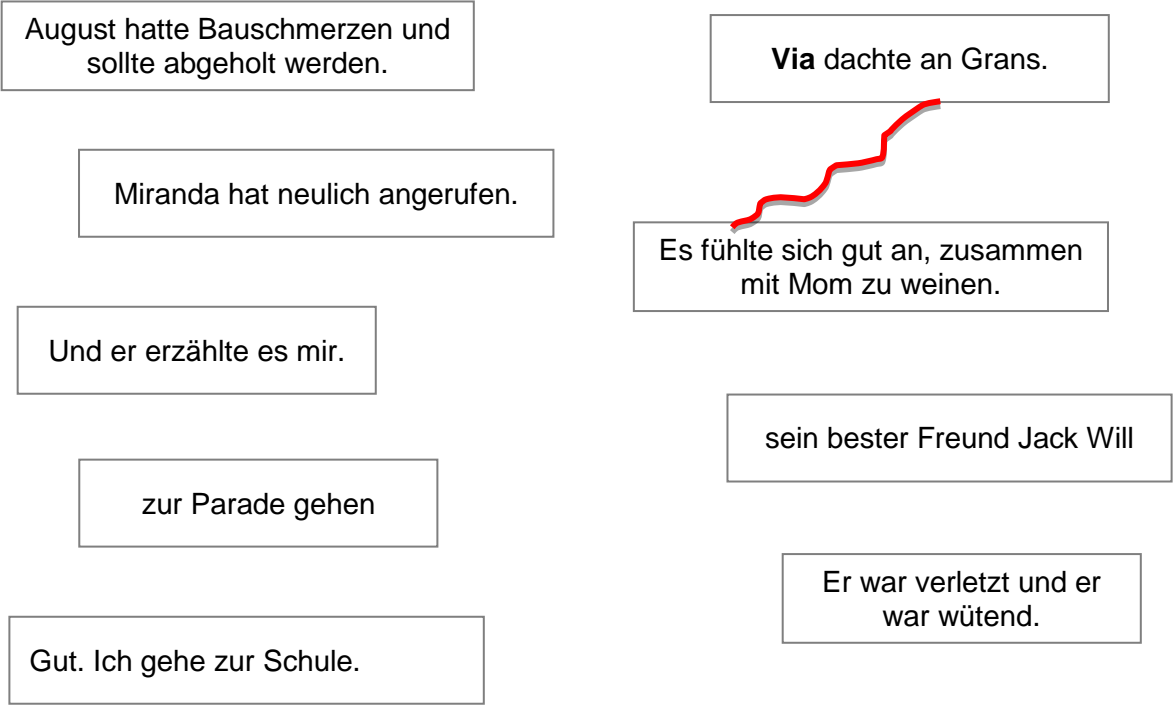 August hatte Bauschmerzen und
sollte abgeholt werden.
Via dachte an Grans.
Miranda hat neulich angerufen.
Es fühlte sich gut an, zusammen
mit Mom zu weinen.
Und er erzählte es mir.
sein bester Freund Jack Will
zur Parade gehen
Er war verletzt und er
war wütend.
Gut. Ich gehe zur Schule.